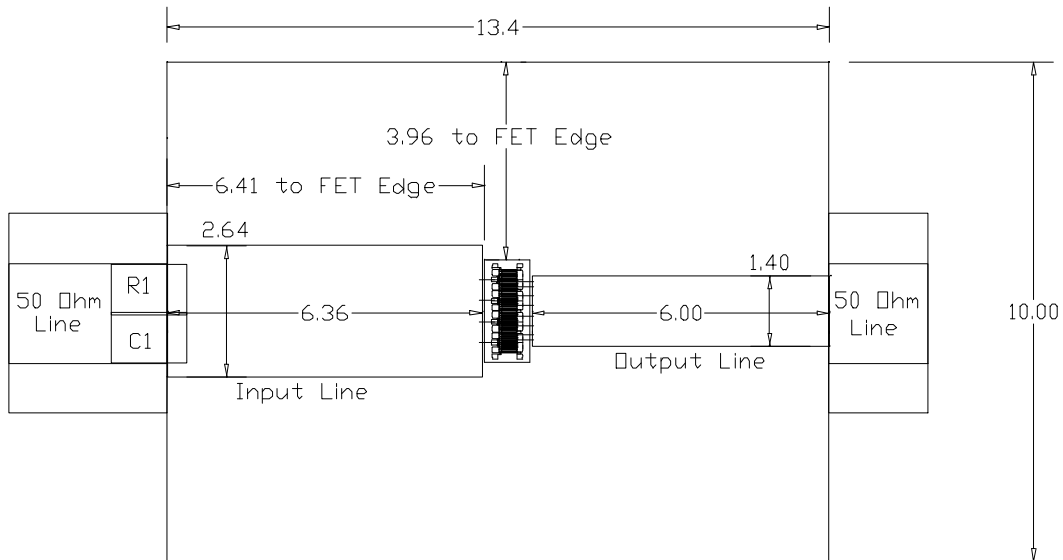 13.4
3.96 to FET Edge
6.41 to FET Edge
2.64
1.40
R1
50 Ohm
Line
6.36
6.00
50 Ohm
Line
10.00
C1
Output Line
Input Line